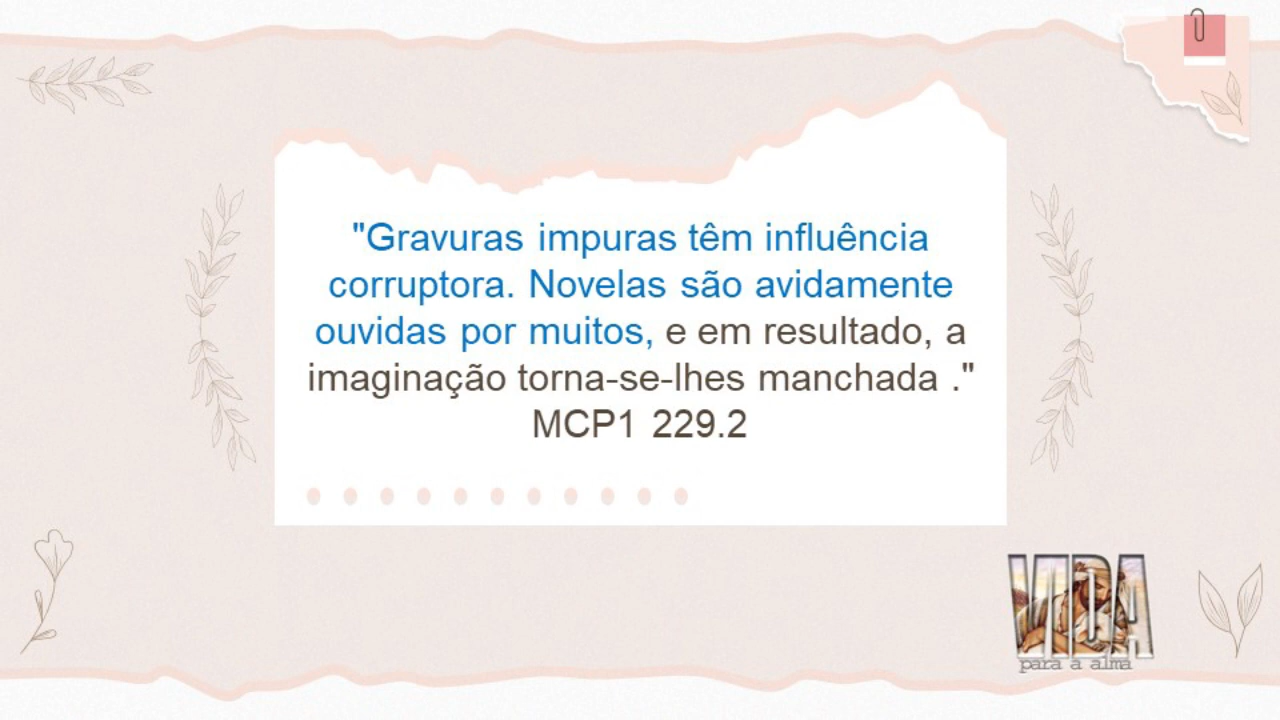 "Gravuras impuras têm influência
corruptora. Novelas são avidamente
ouvidas por muitos, e em resultado, a
imaginação torna-se-lhes manchada ."
MCP1 229.2
VIDA
para a alma